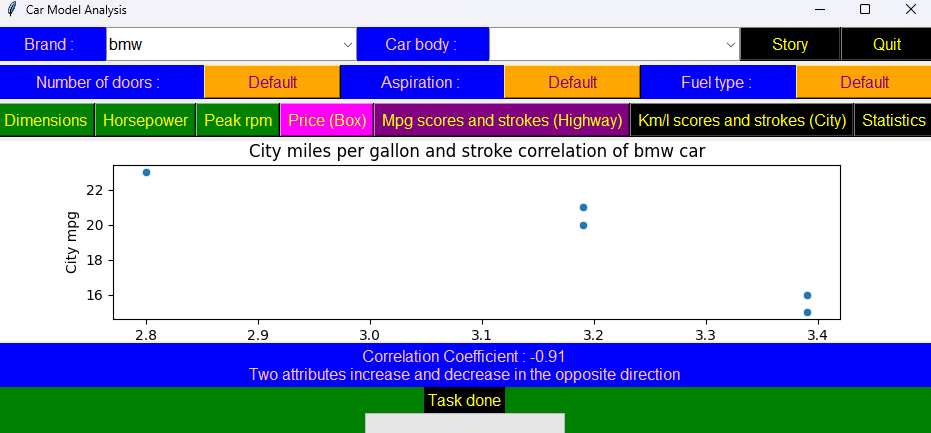 Car Model Analysis
Brand : bmw Car body : Story Quit
Number of doors : Default Aspiration : Default Fuel type : Default
Dimensions Horsepower Peak rpm Price (Box) Mpg scores and strokes (Highway) Km/l scores and strokes (City) Statistics
City miles per gallon and stroke correlation of bmw car
City mpg
22
20
18
16
2.8 2.9 3.0 3.1 3.2 3.3 3.4
Correlation Coefficient : -0.91
Two attributes increase and decrease in the opposite direction
Task done